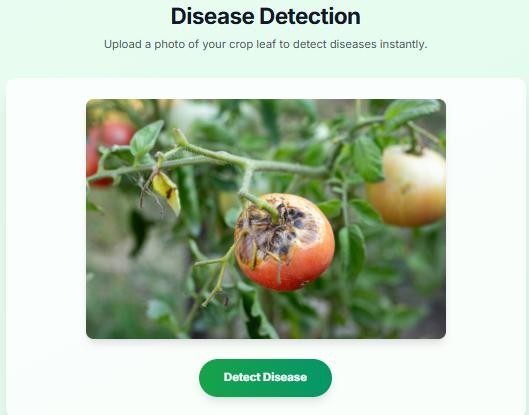 Disease Detection
Upload a photo of your crop leaf to detect diseases instantly.
Detect Disease